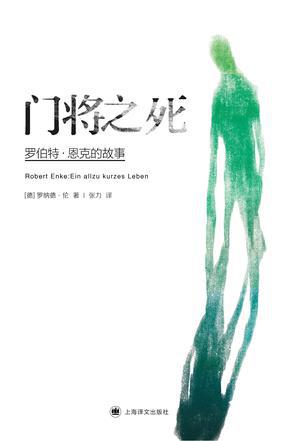 门将之死
罗伯特·恩克的故事
Robert Enke:Ein allzu kurzes Leben
[德] 罗纳德·伦 著 | 张力 译
上海译文出版社